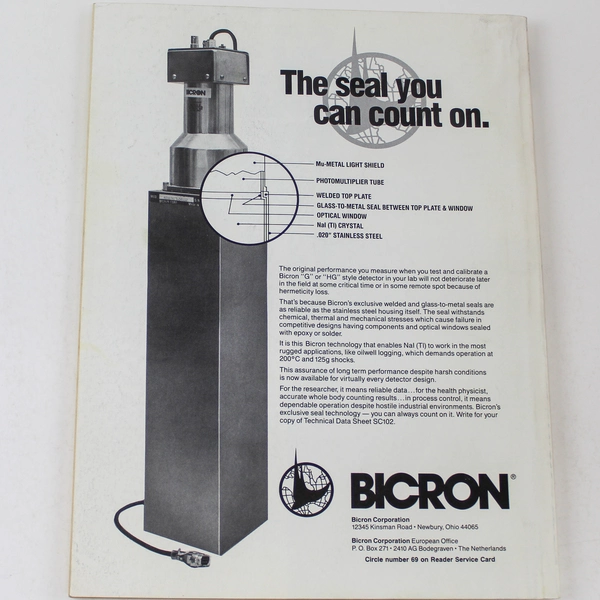 BICRON
The seal you
can count on.
Mu-METAL LIGHT SHIELD
PHOTOMULTIPLIER TUBE
WELDED TOP PLATE
GLASS-TO-METAL SEAL BETWEEN TOP PLATE & WINDOW
OPTICAL WINDOW
NaI (Tl) CRYSTAL
.020" STAINLESS STEEL
The original performance you measure when you test and calibrate a
Bicron "G" or "HG" style detector in your lab will not deteriorate later
in the field at some critical time or in some remote spot because of
hermeticity loss.
That's because Bicron's exclusive welded and glass-to-metal seals are
as reliable as the stainless steel housing itself. The seal withstands
chemical, thermal and mechanical stresses which cause failure in
competitive designs having components and optical windows sealed
with epoxy or solder.
It is this Bicron technology that enables NaI (Tl) to work in the most
rugged applications, like oilwell logging, which demands operation at
200°C and 125g shocks.
This assurance of long term performance despite harsh conditions
is now available for virtually every detector design.
For the researcher, it means reliable data...for the health physicist,
accurate whole body counting results...in process control, it means
dependable operation despite hostile industrial environments. Bicron's
exclusive seal technology — you can always count on it. Write for your
copy of Technical Data Sheet SC102.
BICRON®
Bicron Corporation
12345 Kinsman Road • Newbury, Ohio 44065
Bicron Corporation European Office
P. O. Box 271 • 2410 AG Bodegraven • The Netherlands
Circle number 69 on Reader Service Card